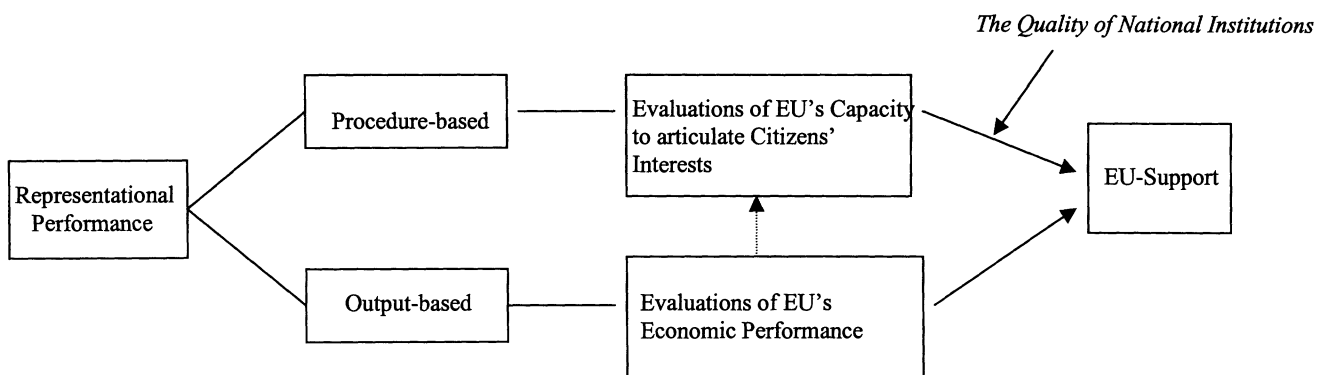 The Quality of National Institutions
Procedure-based
Evaluations of EU's Capacity
to articulate Citizens'
Interests
Representational
Performance
EU-Support
Output-based
Evaluations of EU's
Economic Performance